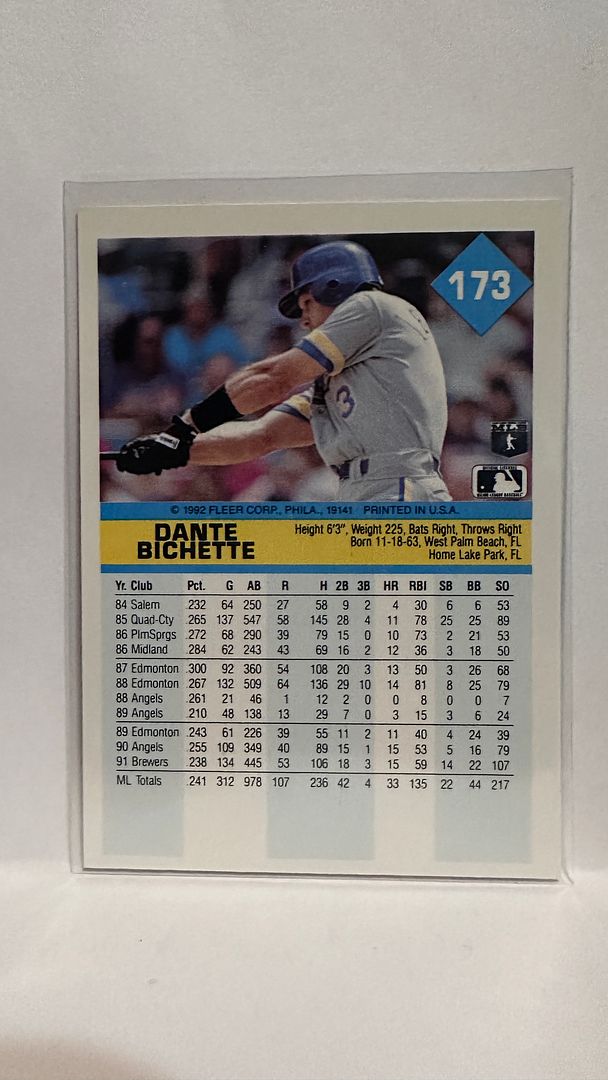 173
MLB
© 1992 FLEER CORP., PHILA., 19141 PRINTED IN U.S.A.
DANTE
BICHETTE
Height 6'3", Weight 225, Bats Right, Throws Right
Born 11-18-63, West Palm Beach, FL
Home Lake Park, FL
Yr. Club Pct. G AB R H 2B 3B HR RBI SB BB SO
84 Salem .232 64 250 27 58 9 2 4 30 6 6 53
85 Quad-Cty .265 137 547 58 145 28 4 11 78 25 25 89
86 PlmSprgs .272 68 290 39 79 15 0 10 73 2 21 53
86 Midland .284 62 243 43 69 16 2 12 36 3 18 50
87 Edmonton .300 92 360 54 108 20 3 13 50 3 26 68
88 Edmonton .267 132 509 64 136 29 10 14 81 8 25 79
88 Angels .261 21 46 1 12 2 0 0 8 0 0 7
89 Angels .210 48 138 13 29 7 0 3 15 3 6 24
89 Edmonton .243 61 226 39 55 11 2 11 40 4 24 39
90 Angels .255 109 349 40 89 15 1 15 53 5 16 79
91 Brewers .238 134 445 53 106 18 3 15 59 14 22 107
ML Totals .241 312 978 107 236 42 4 33 135 22 44 217